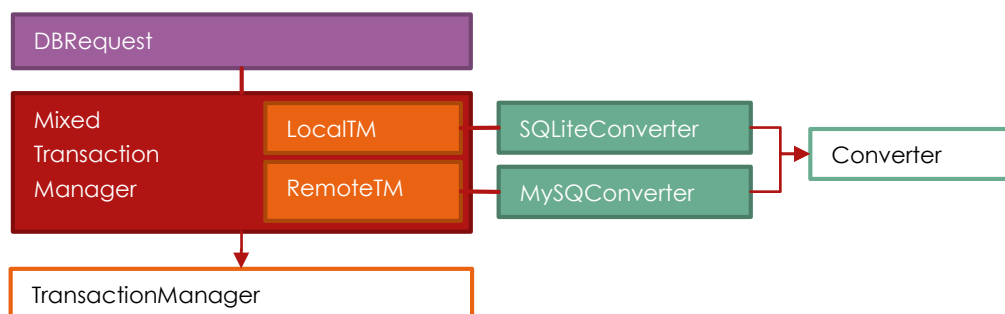 DBRequest
Mixed
Transaction
Manager
LocalTM
RemoteTM
SQLiteConverter
MySQConverter
Converter
TransactionManager